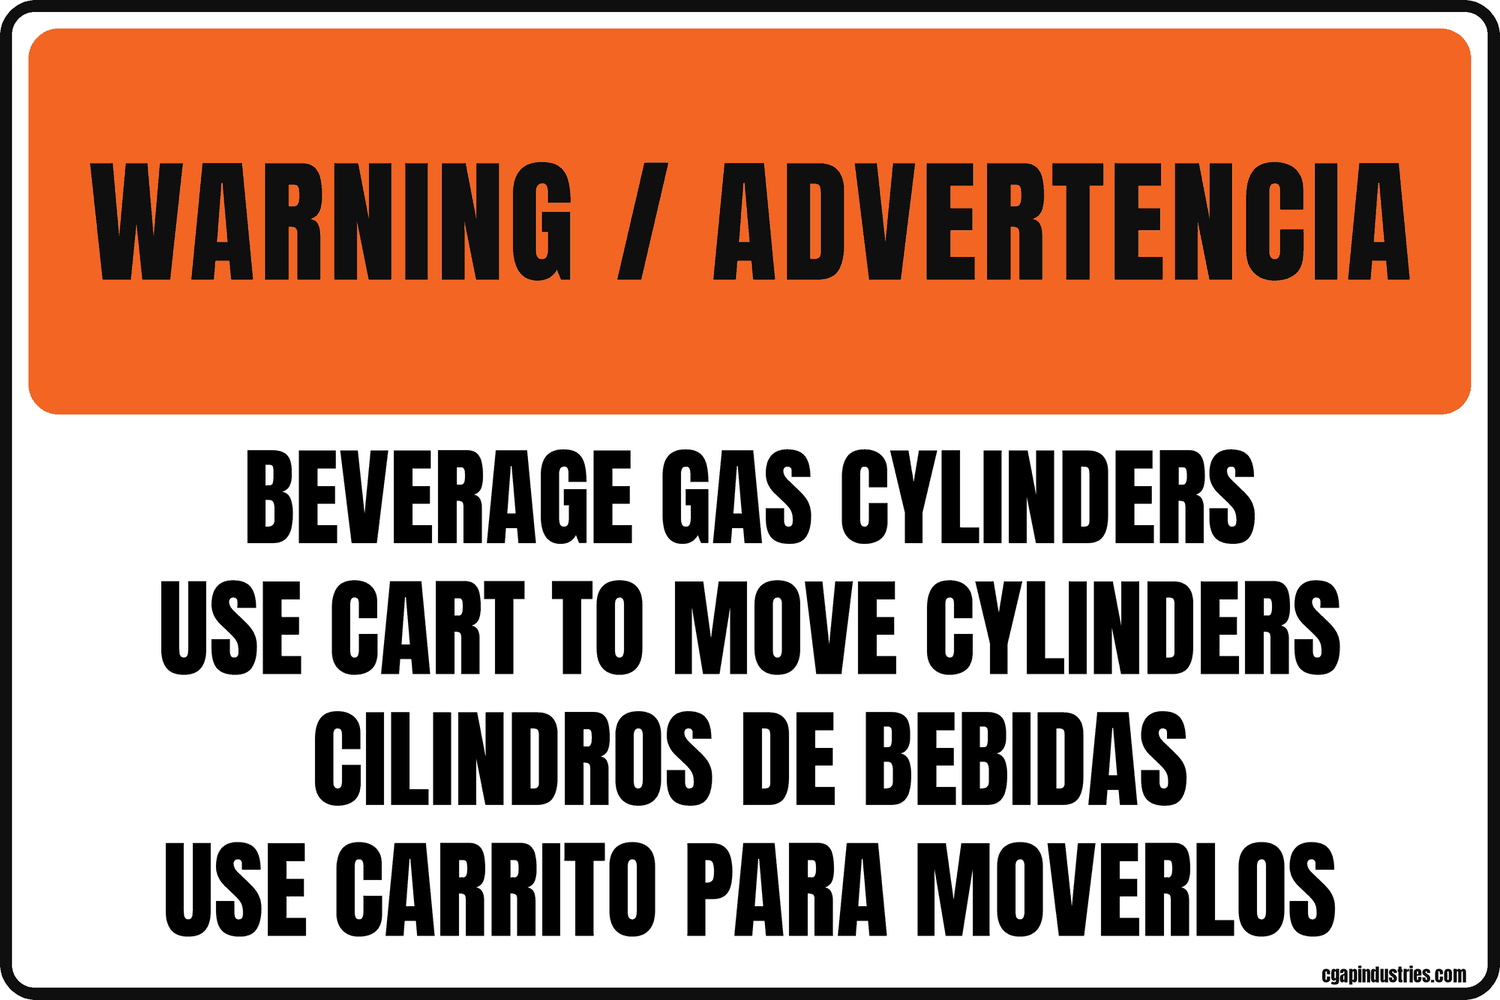 WARNING / ADVERTENCIA
BEVERAGE GAS CYLINDERS
USE CART TO MOVE CYLINDERS
CILINDROS DE BEBIDAS
USE CARRITO PARA MOVERLOS
cgapindustries.com